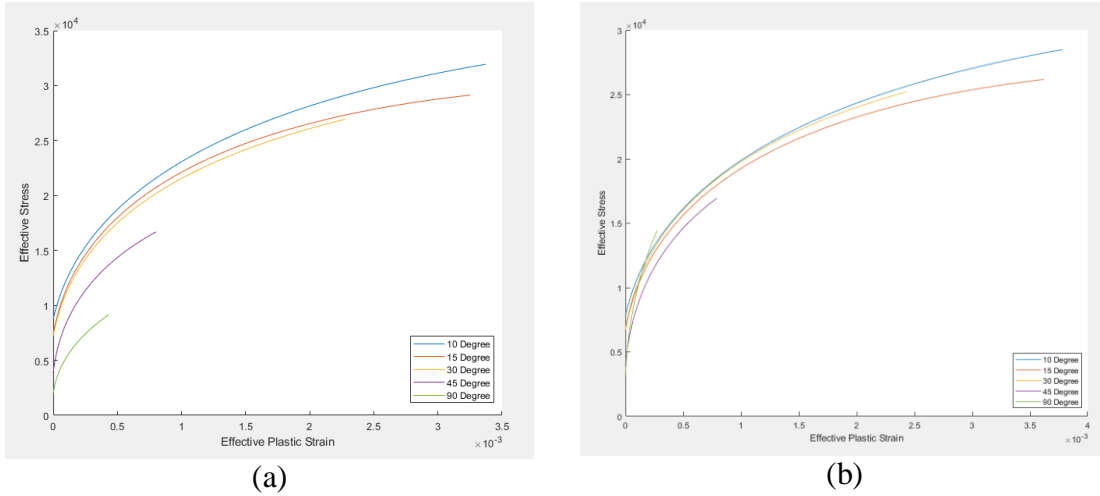 ×10⁴
3.5
3
2.5
2
1.5
1
0.5
0
Effective Stress
0 0.5 1 1.5 2 2.5 3 3.5
×10⁻³
Effective Plastic Strain
10 Degree
15 Degree
30 Degree
45 Degree
90 Degree
(a)
×10⁴
3
2.5
2
1.5
1
0.5
0
Effective Stress
0 0.5 1 1.5 2 2.5 3 3.5 4
×10⁻³
Effective Plastic Strain
10 Degree
15 Degree
30 Degree
45 Degree
90 Degree
(b)